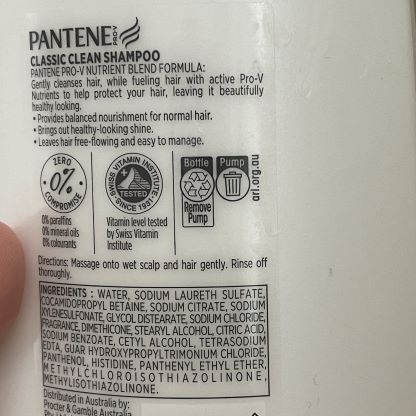 PANTENE
PRO-V
CLASSIC CLEAN SHAMPOO
PANTENE PRO-V NUTRIENT BLEND FORMULA:
Gently cleanses hair, while fueling hair with active Pro-V
Nutrients to help protect your hair, leaving it beautifully
healthy looking.
• Provides balanced nourishment for normal hair.
• Brings out healthy-looking shine.
• Leaves hair free-flowing and easy to manage.
ZERO
0%
COMPROMISE
0% paraffins
0% mineral oils
0% colourants
SWISS VITAMIN INSTITUTE
TESTED
SINCE 1931
Vitamin level tested
by Swiss Vitamin
Institute
Bottle
Pump
Remove
Pump
arl.org.au
Directions: Massage onto wet scalp and hair gently. Rinse off
thoroughly.
INGREDIENTS : WATER, SODIUM LAURETH SULFATE,
COCAMIDOPROPYL BETAINE, SODIUM CITRATE, SODIUM
XYLENESULFONATE, GLYCOL DISTEARATE, SODIUM CHLORIDE,
FRAGRANCE, DIMETHICONE, STEARYL ALCOHOL, CITRIC ACID,
SODIUM BENZOATE, CETYL ALCOHOL, TETRASODIUM
EDTA, GUAR HYDROXYPROPYLTRIMONIUM CHLORIDE,
PANTHENOL, HISTIDINE, PANTHENYL ETHYL ETHER,
METHYLCHLOROISOTHIAZOLINONE,
METHYLISOTHIAZOLINONE.
Distributed in Australia by:
Procter & Gamble Australia